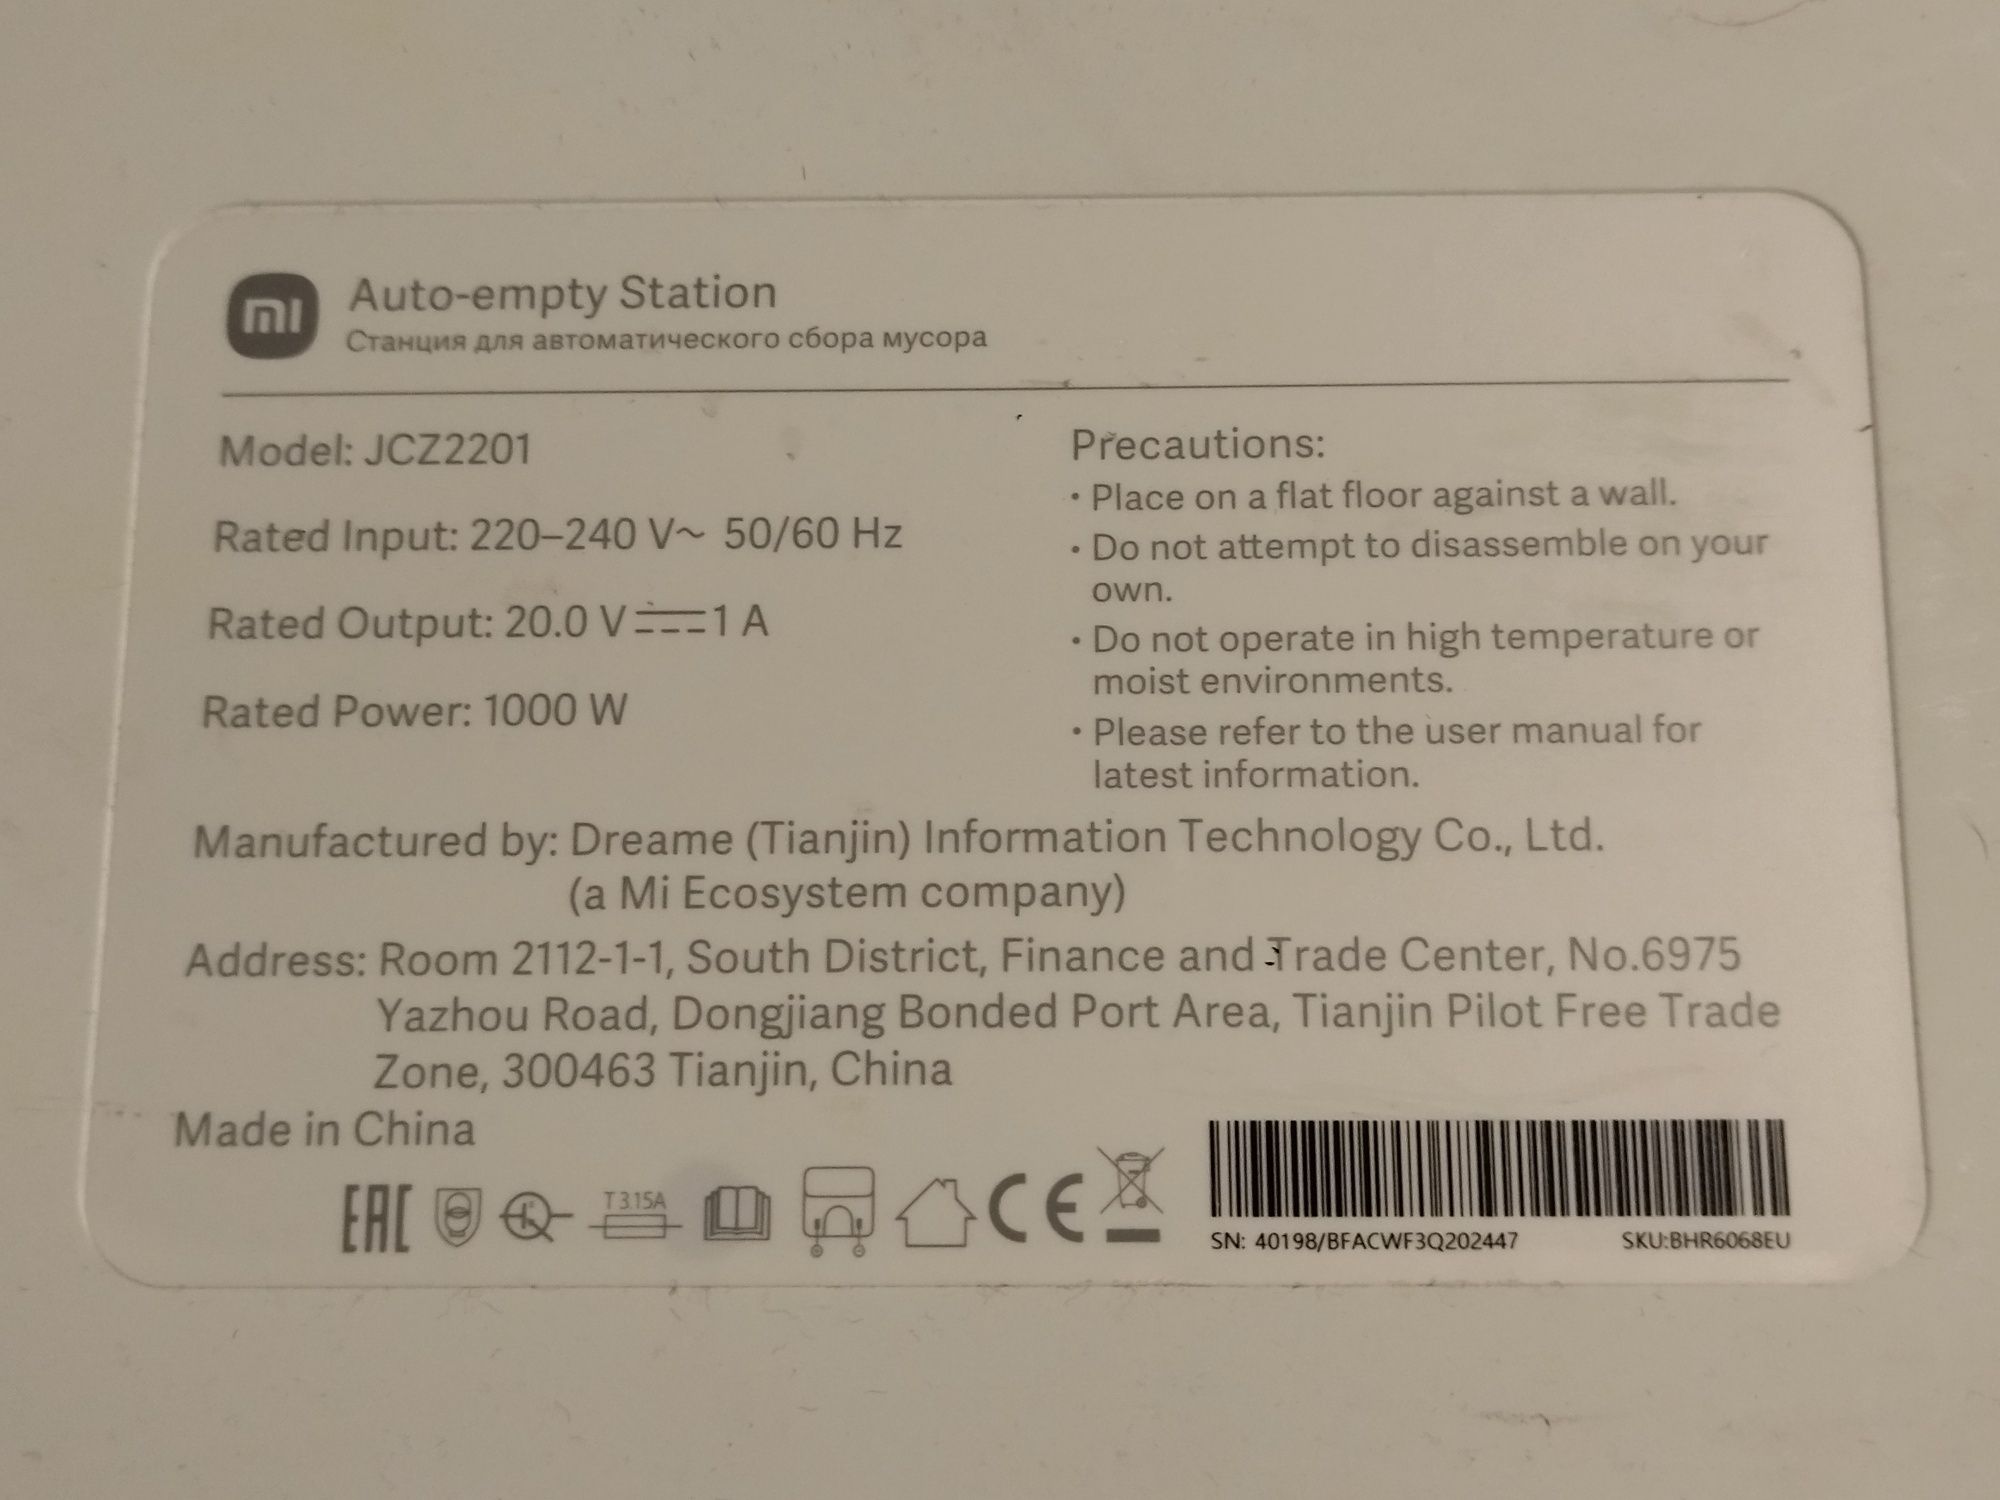 mi
Auto-empty Station
Станция для автоматического сбора мусора
Model: JCZ2201
Rated Input: 220–240 V~ 50/60 Hz
Rated Output: 20.0 V⎓1 A
Rated Power: 1000 W
Precautions:
• Place on a flat floor against a wall.
• Do not attempt to disassemble on your
own.
• Do not operate in high temperature or
moist environments.
• Please refer to the user manual for
latest information.
Manufactured by: Dreame (Tianjin) Information Technology Co., Ltd.
(a Mi Ecosystem company)
Address: Room 2112-1-1, South District, Finance and Trade Center, No.6975
Yazhou Road, Dongjiang Bonded Port Area, Tianjin Pilot Free Trade
Zone, 300463 Tianjin, China
Made in China
EAC
T3.15A
CE
SN: 40198/BFACWF3Q202447
SKU:BHR6068EU